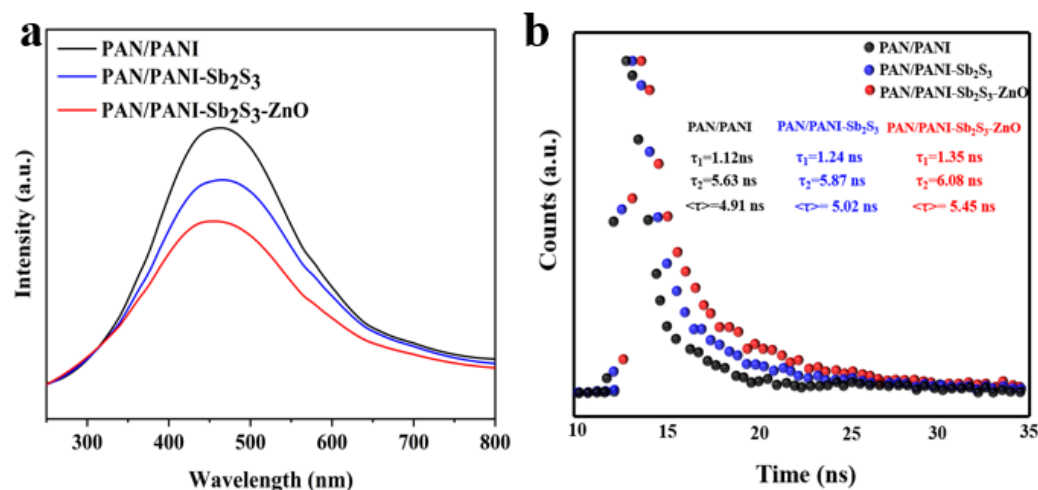 a
PAN/PANI
PAN/PANI-Sb₂S₃
PAN/PANI-Sb₂S₃-ZnO
Intensity (a.u.)
300 400 500 600 700 800
Wavelength (nm)
b
PAN/PANI
PAN/PANI-Sb₂S₃
PAN/PANI-Sb₂S₃-ZnO
PAN/PANI PAN/PANI-Sb₂S₃ PAN/PANI-Sb₂S₃-ZnO
τ₁=1.12ns τ₁=1.24 ns τ₁=1.35 ns
τ₂=5.63 ns τ₂=5.87 ns τ₂=6.08 ns
<τ>=4.91 ns <τ>= 5.02 ns <τ>= 5.45 ns
Counts (a.u.)
10 15 20 25 30 35
Time (ns)